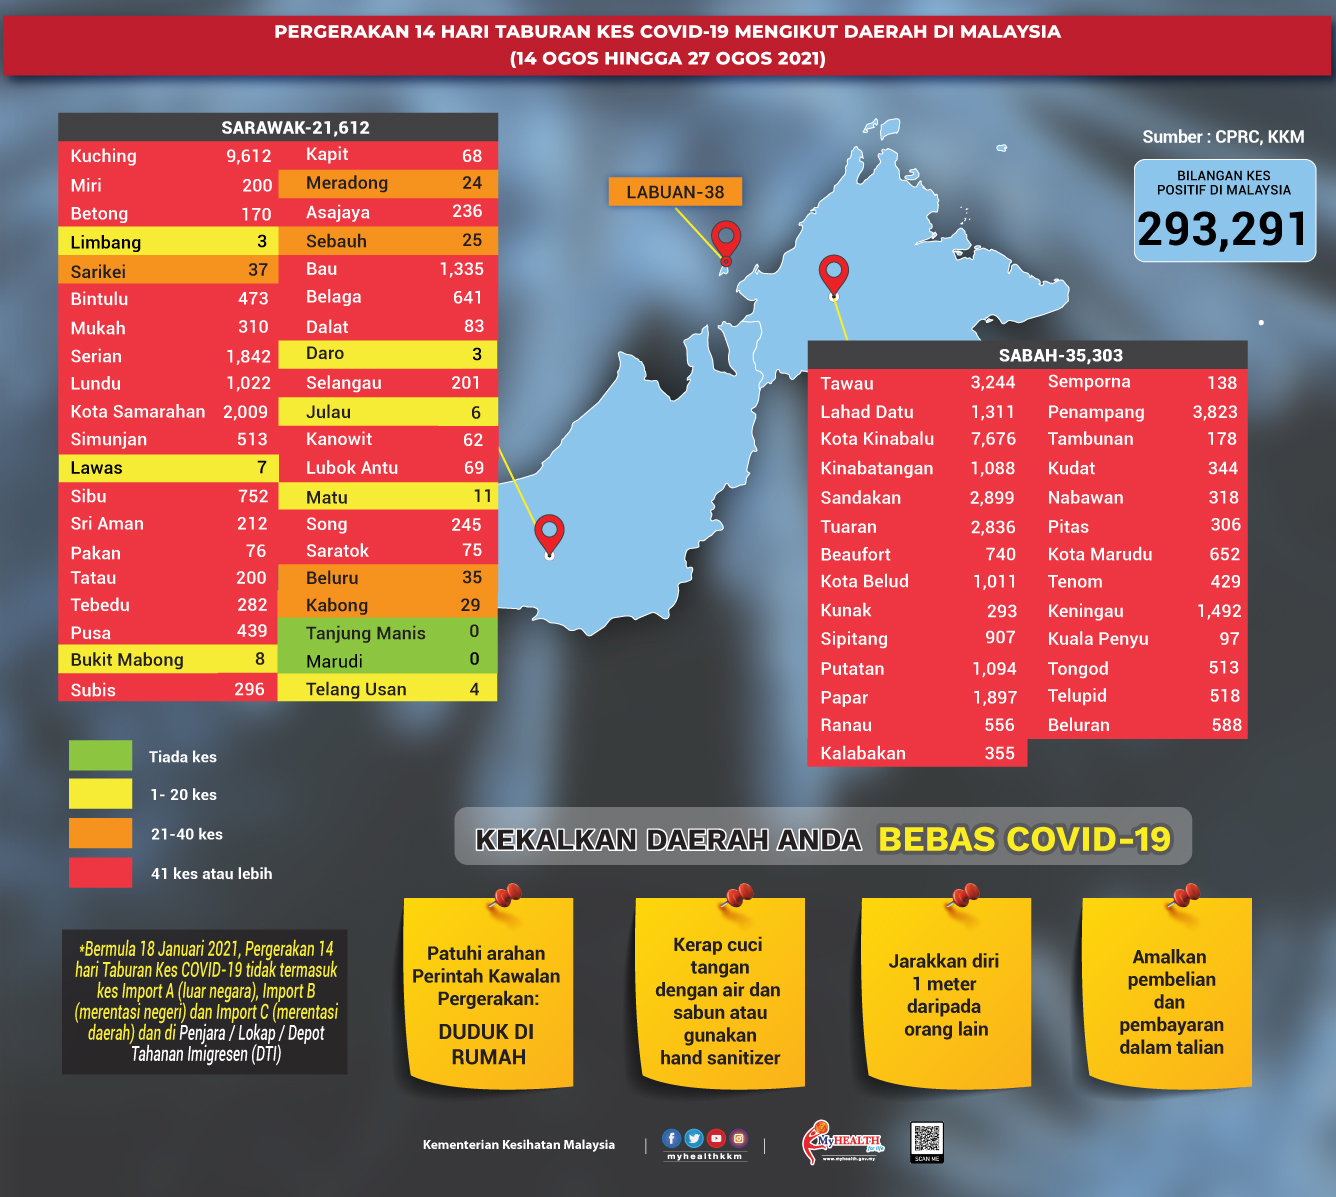 PERGERAKAN 14 HARI TABURAN KES COVID-19 MENGIKUT DAERAH DI MALAYSIA
(14 OGOS HINGGA 27 OGOS 2021)
SARAWAK-21,612
Kuching 9,612
Miri 200
Betong 170
Limbang 3
Sarikei 37
Bintulu 473
Mukah 310
Serian 1,842
Lundu 1,022
Kota Samarahan 2,009
Simunjan 513
Lawas 7
Sibu 752
Sri Aman 212
Pakan 76
Tatau 200
Tebedu 282
Pusa 439
Bukit Mabong 8
Subis 296
Kapit 68
Meradong 24
Asajaya 236
Sebauh 25
Bau 1,335
Belaga 641
Dalat 83
Daro 3
Selangau 201
Julau 6
Kanowit 62
Lubok Antu 69
Matu 11
Song 245
Saratok 75
Beluru 35
Kabong 29
Tanjung Manis 0
Marudi 0
Telang Usan 4
LABUAN-38
Sumber : CPRC, KKM
BILANGAN KES
POSITIF DI MALAYSIA
293,291
SABAH-35,303
Tawau 3,244
Lahad Datu 1,311
Kota Kinabalu 7,676
Kinabatangan 1,088
Sandakan 2,899
Tuaran 2,836
Beaufort 740
Kota Belud 1,011
Kunak 293
Sipitang 907
Putatan 1,094
Papar 1,897
Ranau 556
Kalabakan 355
Semporna 138
Penampang 3,823
Tambunan 178
Kudat 344
Nabawan 318
Pitas 306
Kota Marudu 652
Tenom 429
Keningau 1,492
Kuala Penyu 97
Tongod 513
Telupid 518
Beluran 588
Tiada kes
1- 20 kes
21-40 kes
41 kes atau lebih
KEKALKAN DAERAH ANDA BEBAS COVID-19
*Bermula 18 Januari 2021, Pergerakan 14
hari Taburan Kes COVID-19 tidak termasuk
kes Import A (luar negara), Import B
(merentasi negeri) dan Import C (merentasi
daerah) dan di Penjara / Lokap / Depot
Tahanan Imigresen (DTI)
Patuhi arahan
Perintah Kawalan
Pergerakan:
DUDUK DI
RUMAH
Kerap cuci
tangan
dengan air dan
sabun atau
gunakan
hand sanitizer
Jarakkan diri
1 meter
daripada
orang lain
Amalkan
pembelian
dan
pembayaran
dalam talian
Kementerian Kesihatan Malaysia
myhealthkkm
MyHEALTH
for life
www.myhealth.gov.my
SCAN ME